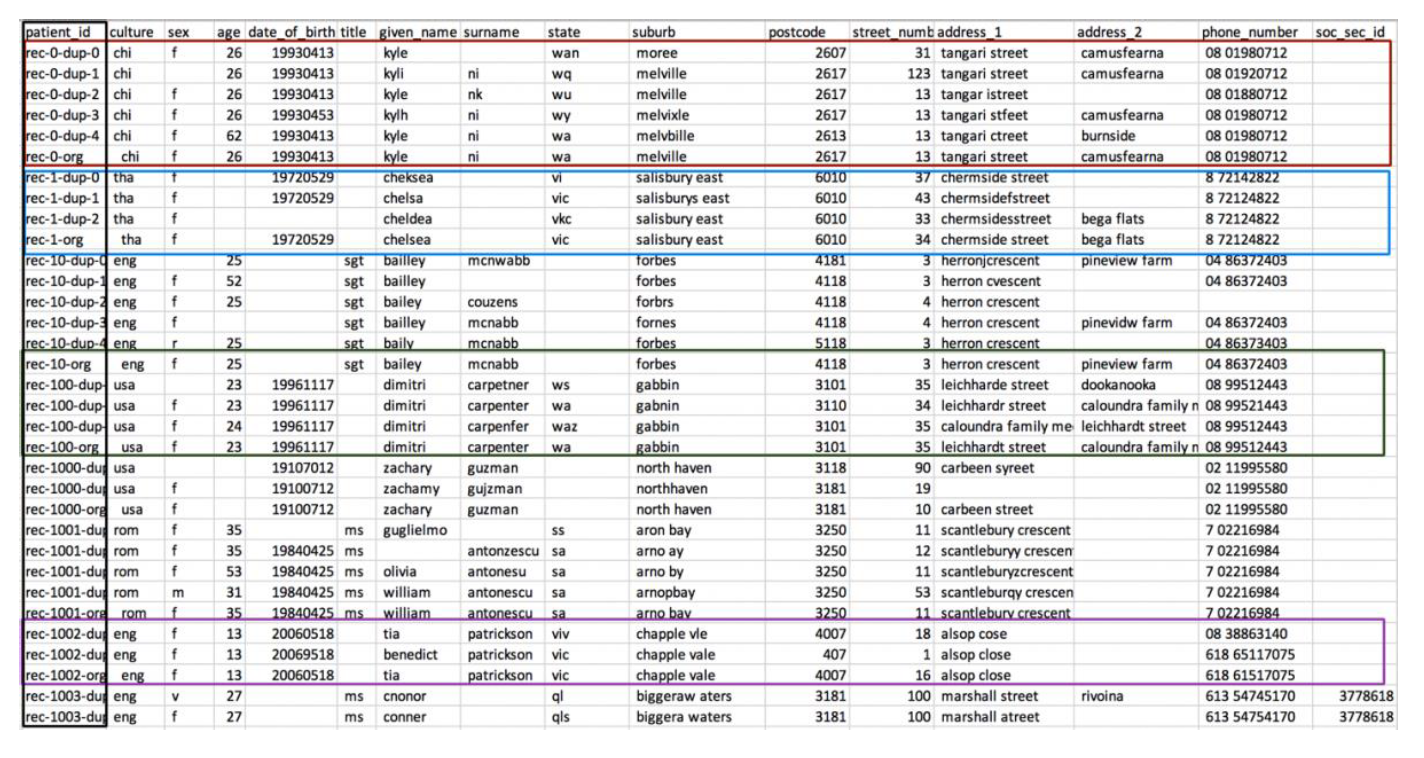 patient_id culture sex age date_of_birth title given_name surname state suburb postcode street_numb address_1 address_2 phone_number soc_sec_id
rec-0-dup-0 chi f 26 19930413 kyle wan moree 2607 31 tangari street camusfearna 08 01980712
rec-0-dup-1 chi 26 19930413 kyli ni wq melville 2617 123 tangari street camusfearna 08 01920712
rec-0-dup-2 chi f 26 19930413 kyle nk wu melville 2617 13 tangar istreet 08 01880712
rec-0-dup-3 chi f 26 19930453 kylh ni wy melvixle 2617 13 tangari stfeet camusfearna 08 01980712
rec-0-dup-4 chi f 62 19930413 kyle ni wa melvbille 2613 13 tangari ctreet burnside 08 01980712
rec-0-org chi f 26 19930413 kyle ni wa melville 2617 13 tangari street camusfearna 08 01980712
rec-1-dup-0 tha f 19720529 cheksea vi salisbury east 6010 37 chermside street 8 72142822
rec-1-dup-1 tha f 19720529 chelsa vic salisburys east 6010 43 chermsidefstreet 8 72124822
rec-1-dup-2 tha f cheldea vkc salisbury east 6010 33 chermsidesstreet bega flats 8 72124822
rec-1-org tha f 19720529 chelsea vic salisbury east 6010 34 chermside street bega flats 8 72124822
rec-10-dup-0 eng 25 sgt bailley mcnwabb forbes 4181 3 herronjcrescent pineview farm 04 86372403
rec-10-dup-1 eng f 52 sgt bailley forbes 4118 3 herron cvescent 04 86372403
rec-10-dup-2 eng f 25 sgt bailey couzens forbrs 4118 4 herron crescent
rec-10-dup-3 eng f sgt bailley mcnabb fornes 4118 4 herron crescent pinevidw farm 04 86372403
rec-10-dup-4 eng r 25 sgt baily mcnabb forbes 5118 3 herron crescent 04 86373403
rec-10-org eng f 25 sgt bailey mcnabb forbes 4118 3 herron crescent pineview farm 04 86372403
rec-100-dup- usa 23 19961117 dimitri carpetner ws gabbin 3101 35 leichharde street dookanooka 08 99512443
rec-100-dup- usa f 23 19961117 dimitri carpenter wa gabnin 3110 34 leichhardr street caloundra family n 08 99521443
rec-100-dup- usa f 24 19961117 dimitri carpenfer waz gabbin 3101 35 caloundra family me leichhardt street 08 99512443
rec-100-org usa f 23 19961117 dimitri carpenter wa gabbin 3101 35 leichhardt street caloundra family n 08 99512443
rec-1000-dup usa 19107012 zachary guzman north haven 3118 90 carbeen syreet 02 11995580
rec-1000-dup usa f 19100712 zachamy gujzman northhaven 3181 19 02 11995580
rec-1000-org usa f 19100712 zachary guzman north haven 3181 10 carbeen street 02 11995580
rec-1001-dup rom f 35 ms guglielmo ss aron bay 3250 11 scantlebury crescent 7 02216984
rec-1001-dup rom f 35 19840425 ms antonzescu sa arno ay 3250 12 scantleburyy crescen 7 02216984
rec-1001-dup rom f 53 19840425 ms olivia antonesu sa arno by 3250 11 scantleburyzcrescent 7 02216984
rec-1001-dup rom m 31 19840425 ms william antonescu sa arnopbay 3250 53 scantleburqy crescen 7 02216984
rec-1001-org rom f 35 19840425 ms william antonescu sa arno bay 3250 11 scantlebury crescent 7 02216984
rec-1002-dup eng f 13 20060518 tia patrickson viv chapple vle 4007 18 alsop cose 08 38863140
rec-1002-dup eng f 13 20069518 benedict patrickson vic chapple vale 407 1 alsop close 618 65117075
rec-1002-org eng f 13 20060518 tia patrickson vic chapple vale 4007 16 alsop close 618 61517075
rec-1003-dup eng v 27 ms cnonor ql biggeraw aters 3181 100 marshall street rivoina 613 54745170 3778618
rec-1003-dup eng f 27 ms conner qls biggera waters 3181 100 marshall atreet 613 54754170 3778618